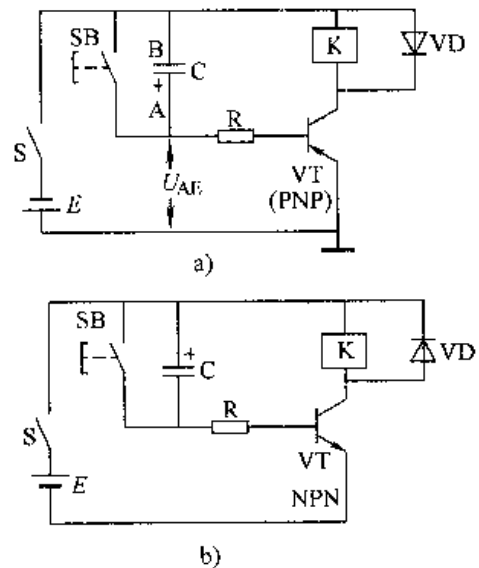 SB
B
C
+
A
K
VD
R
S
U_AE
VT
(PNP)
E
a)
SB
+
C
K
VD
R
S
VT
E
NPN
b)